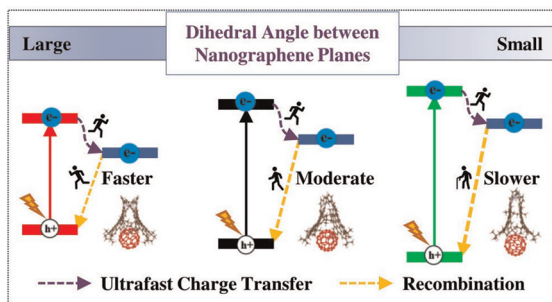 Dihedral Angle between
Nanographene Planes
Large
Small
e-
e-
Faster
h+
e-
e-
Moderate
h+
e-
e-
Slower
h+
Ultrafast Charge Transfer
Recombination